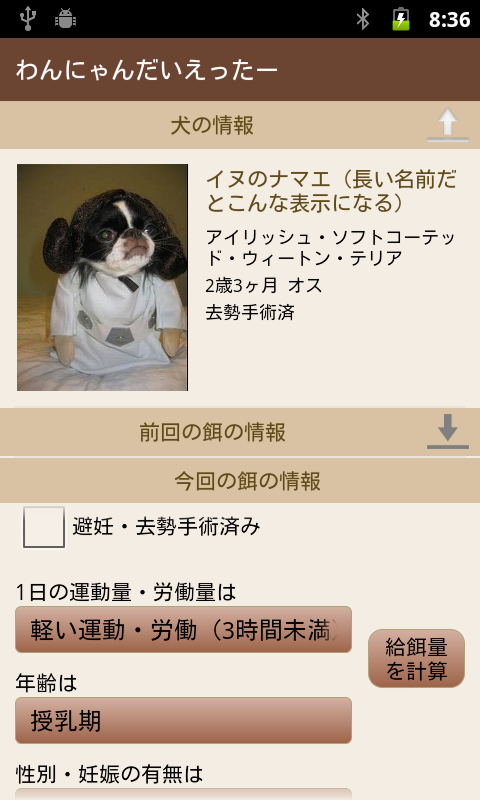 8:36
わんにゃんだいえったー
犬の情報
イヌのナマエ（長い名前だ
とこんな表示になる）
アイリッシュ・ソフトコーテッ
ド・ウィートン・テリア
2歳3ヶ月 オス
去勢手術済
前回の餌の情報
今回の餌の情報
避妊・去勢手術済み
1日の運動量・労働量は
軽い運動・労働（3時間未満）
給餌量
を計算
年齢は
授乳期
性別・妊娠の有無は